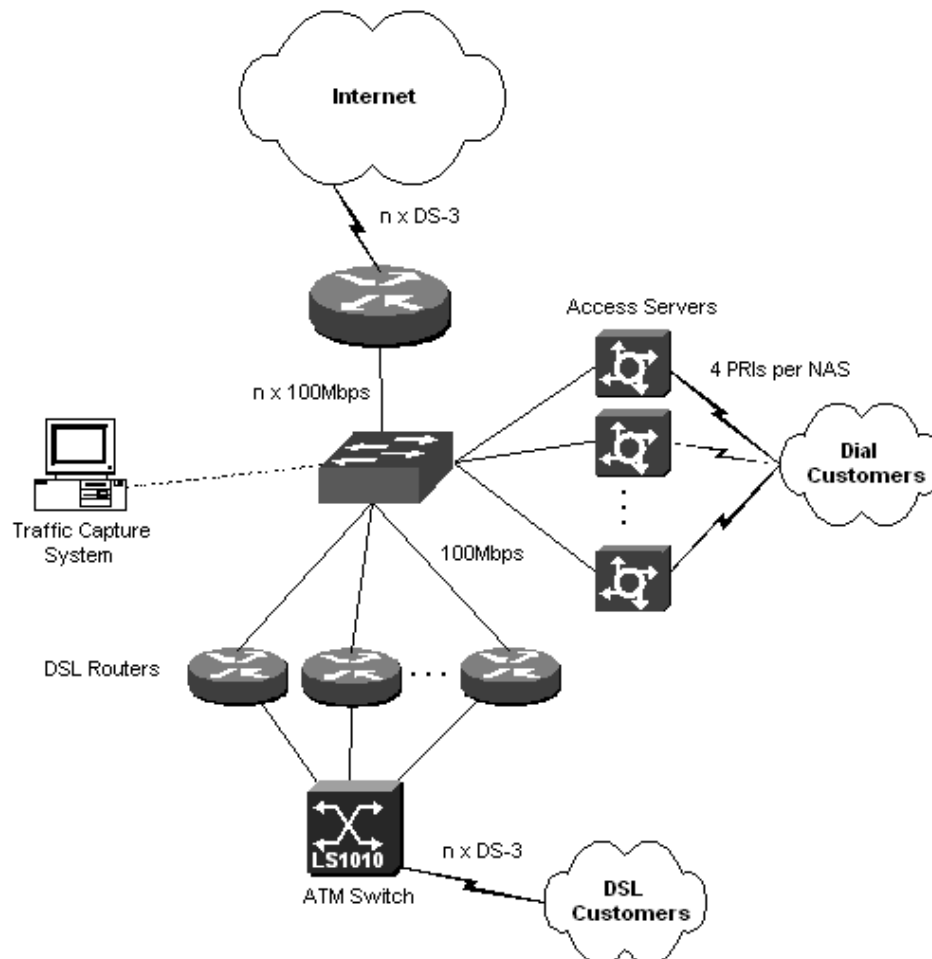 Internet
n x DS-3
Access Servers
4 PRIs per NAS
n x 100Mbps
Dial
Customers
Traffic Capture
System
100Mbps
DSL Routers
LS1010
n x DS-3
ATM Switch
DSL
Customers